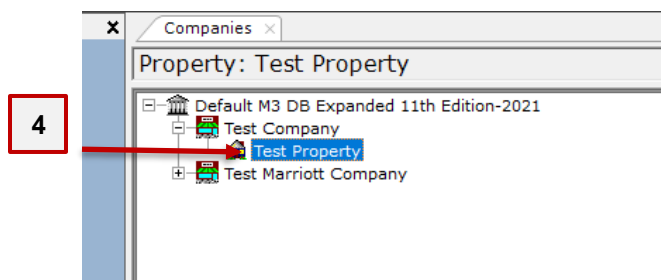 Companies
Property: Test Property
Default M3 DB Expanded 11th Edition-2021
4
Test Company
Test Property
Test Marriott Company